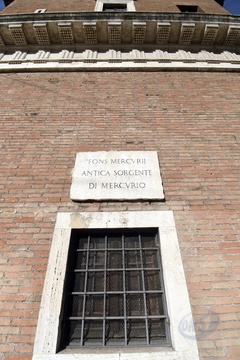 "FONS MERCVRII
ANTICA SORGENTE
DI MERCVRIO